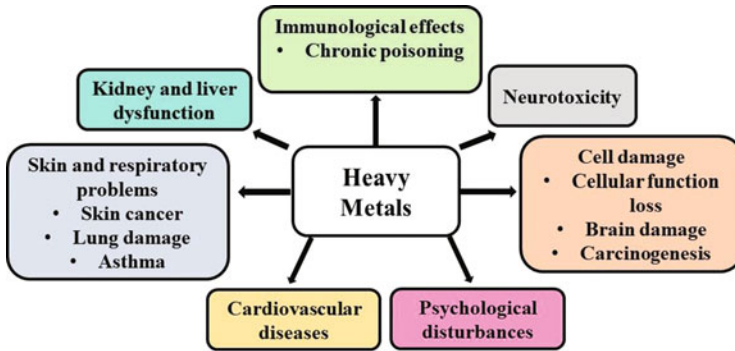 Immunological effects
• Chronic poisoning
Kidney and liver
dysfunction
Neurotoxicity
Skin and respiratory
problems
• Skin cancer
• Lung damage
• Asthma
Heavy
Metals
Cell damage
• Cellular function
loss
• Brain damage
• Carcinogenesis
Cardiovascular
diseases
Psychological
disturbances